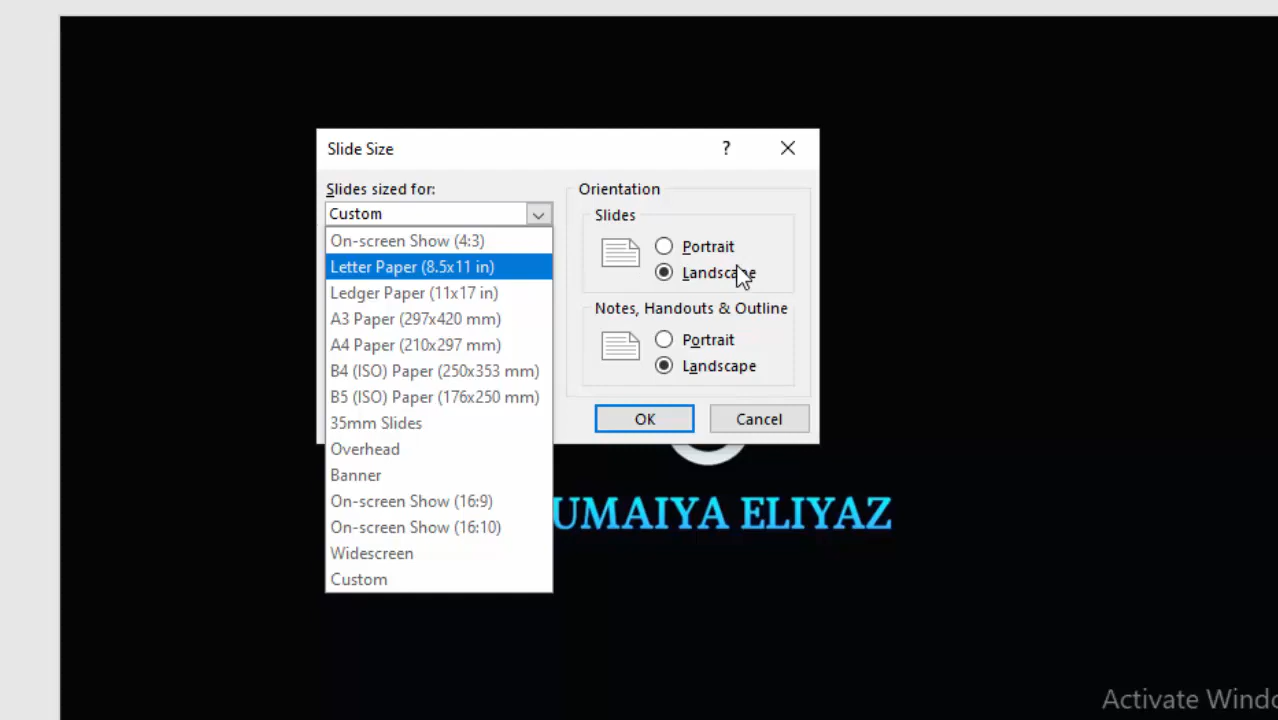 Slide Size
?
Slides sized for:
Custom
On-screen Show (4:3)
Letter Paper (8.5x11 in)
Ledger Paper (11x17 in)
A3 Paper (297x420 mm)
A4 Paper (210x297 mm)
B4 (ISO) Paper (250x353 mm)
B5 (ISO) Paper (176x250 mm)
35mm Slides
Overhead
Banner
On-screen Show (16:9)
On-screen Show (16:10)
Widescreen
Custom
Orientation
Slides
Portrait
Landscape
Notes, Handouts & Outline
Portrait
Landscape
OK
Cancel
UMAIYA ELIYAZ
Activate Windo